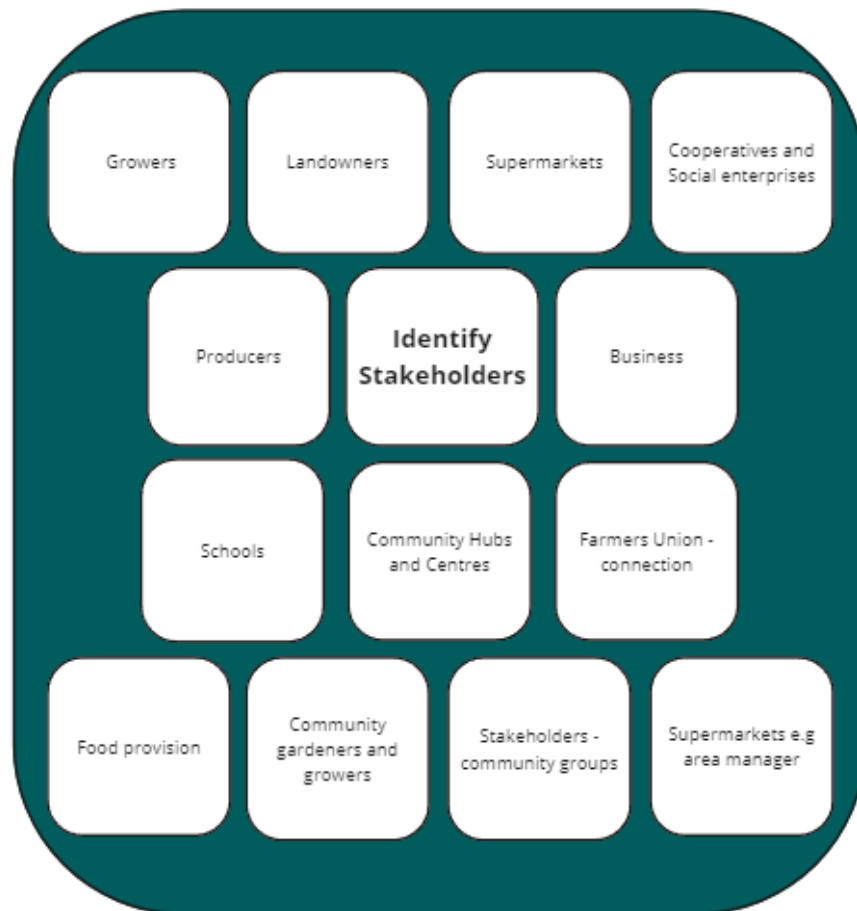 Growers
Landowners
Supermarkets
Cooperatives and
Social enterprises
Producers
Identify
Stakeholders
Business
Schools
Community Hubs
and Centres
Farmers Union -
connection
Food provision
Community
gardeners and
growers
Stakeholders -
community groups
Supermarkets e.g
area manager